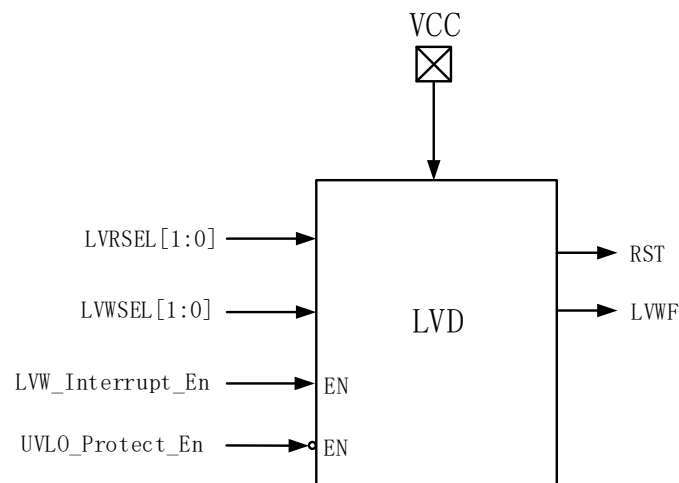 VCC
LVRSEL[1:0]
RST
LVWSEL[1:0]
LVD
LVWF
LVW_Interrupt_En
EN
UVLO_Protect_En
EN